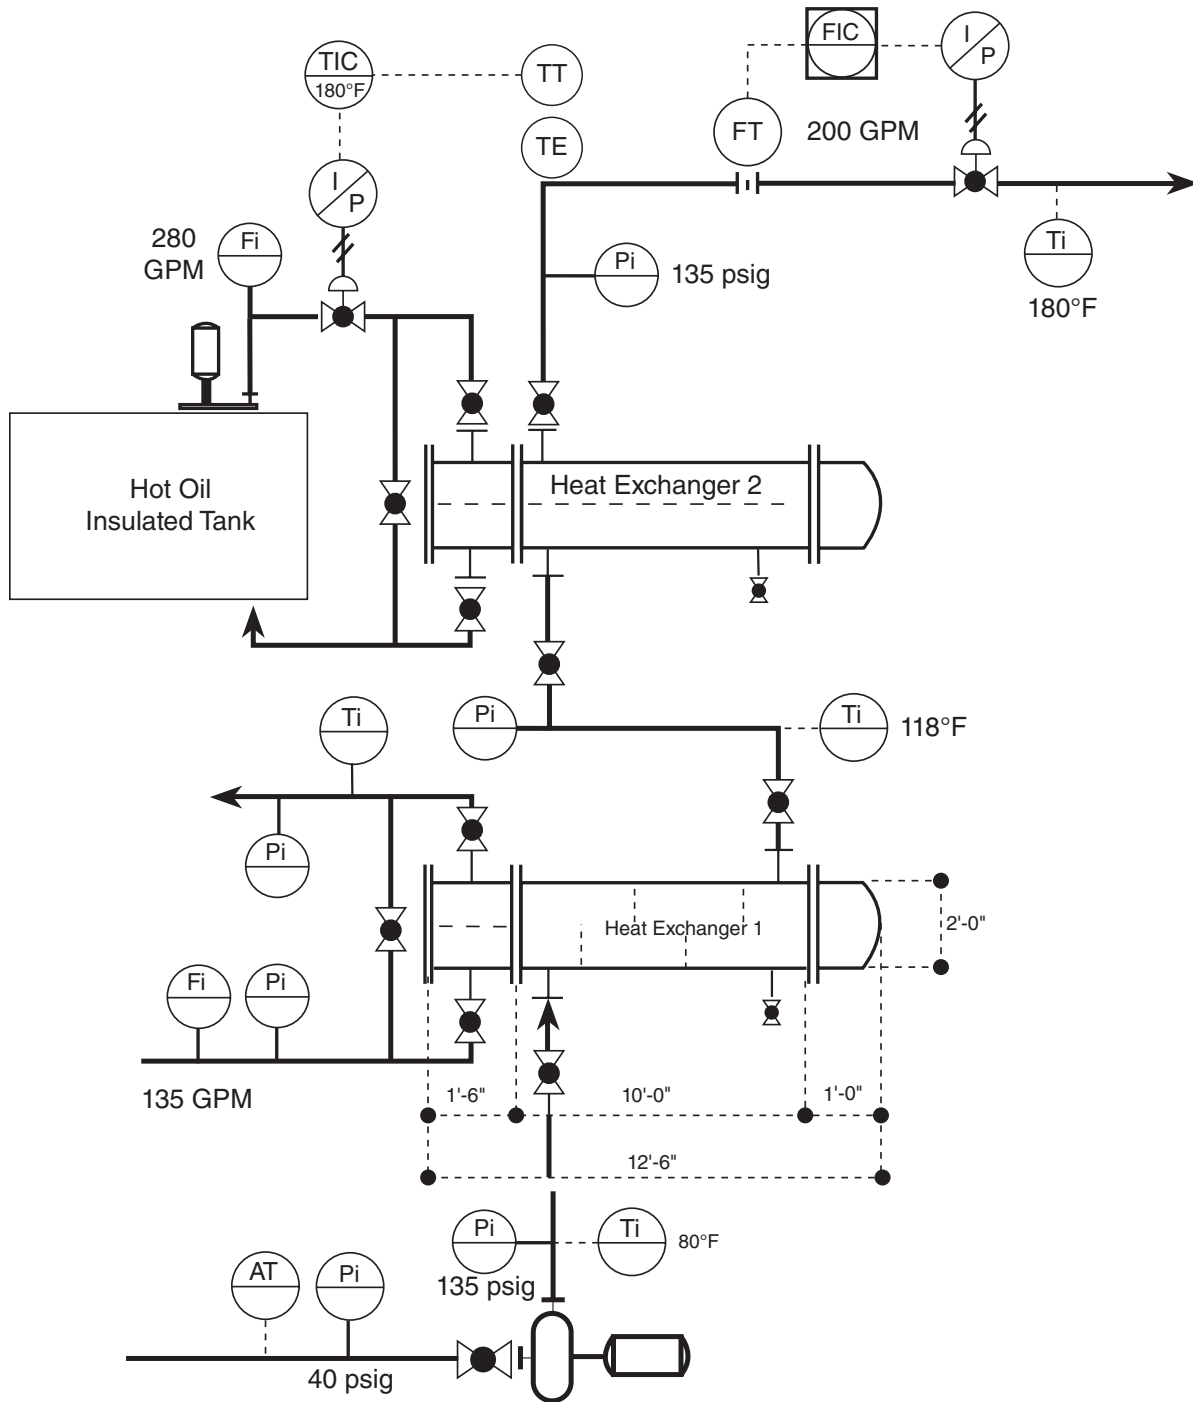 FIC
I
P
TIC
180°F
TT
FT
200 GPM
TE
I
P
280
GPM
Fi
Pi
135 psig
Ti
180°F
Hot Oil
Insulated Tank
Heat Exchanger 2
Ti
Pi
Ti
118°F
Pi
Heat Exchanger 1
2'-0"
Fi
Pi
135 GPM
1'-6"
10'-0"
1'-0"
12'-6"
Pi
Ti
80°F
135 psig
AT
Pi
40 psig